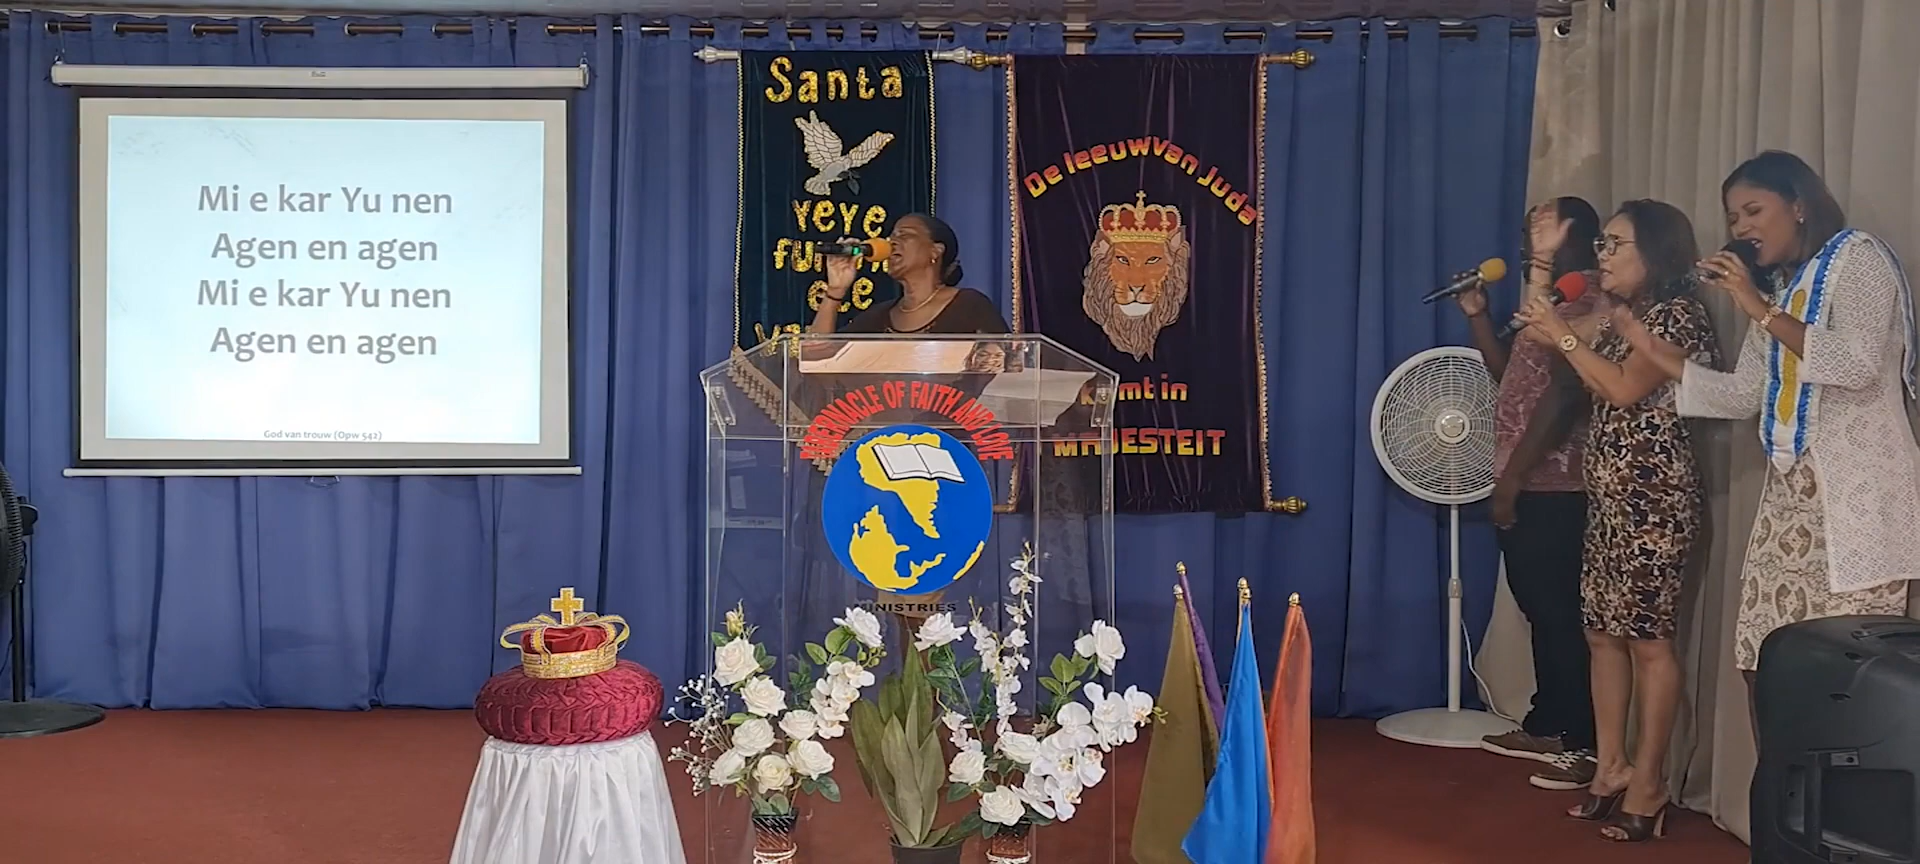 Mi e kar Yu nen
Agen en agen
Mi e kar Yu nen
Agen en agen
God van trouw (Opw 542)
Santa
YEYE
De leeuw van Juda
komt in
MAJESTEIT
TABERNACLE OF FAITH AND LOVE
MINISTRIES